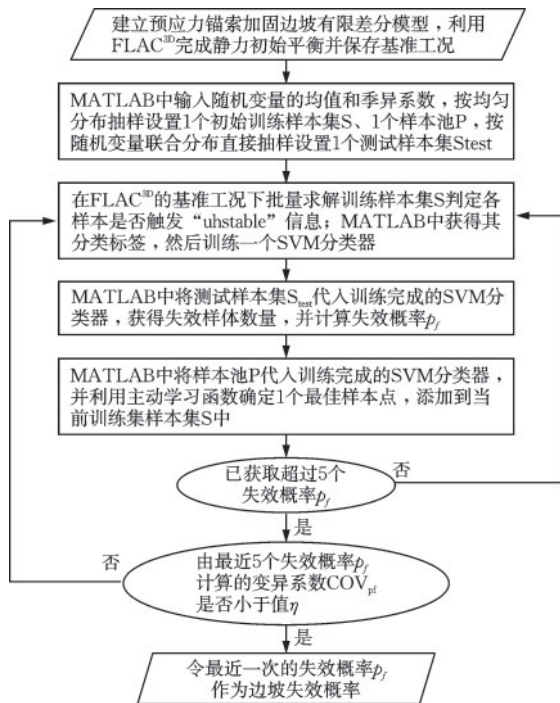 建立预应力锚索加固边坡有限差分模型，利用
FLAC3D完成静力初始平衡并保存基准工况
MATLAB中输入随机变量的均值和季异系数，按均匀
分布抽样设置1个初始训练样本集S、1个样本池P，按
随机变量联合分布直接抽样设置1个测试样本集Stest
在FLAC3D的基准工况下批量求解训练样本集S判定各
样本是否触发“uhstable”信息；MATLAB中获得其
分类标签，然后训练一个SVM分类器
MATLAB中将测试样本集Stest代入训练完成的SVM分
类器，获得失效样体数量，并计算失效概率pf
MATLAB中将样本池P代入训练完成的SVM分类器，
并利用主动学习函数确定1个最佳样本点，添加到当
前训练集样本集S中
已获取超过5个
失效概率pf
否
是
否
由最近5个失效概率pf
计算的变异系数COVpf
是否小于值η
是
令最近一次的失效概率pf
作为边坡失效概率